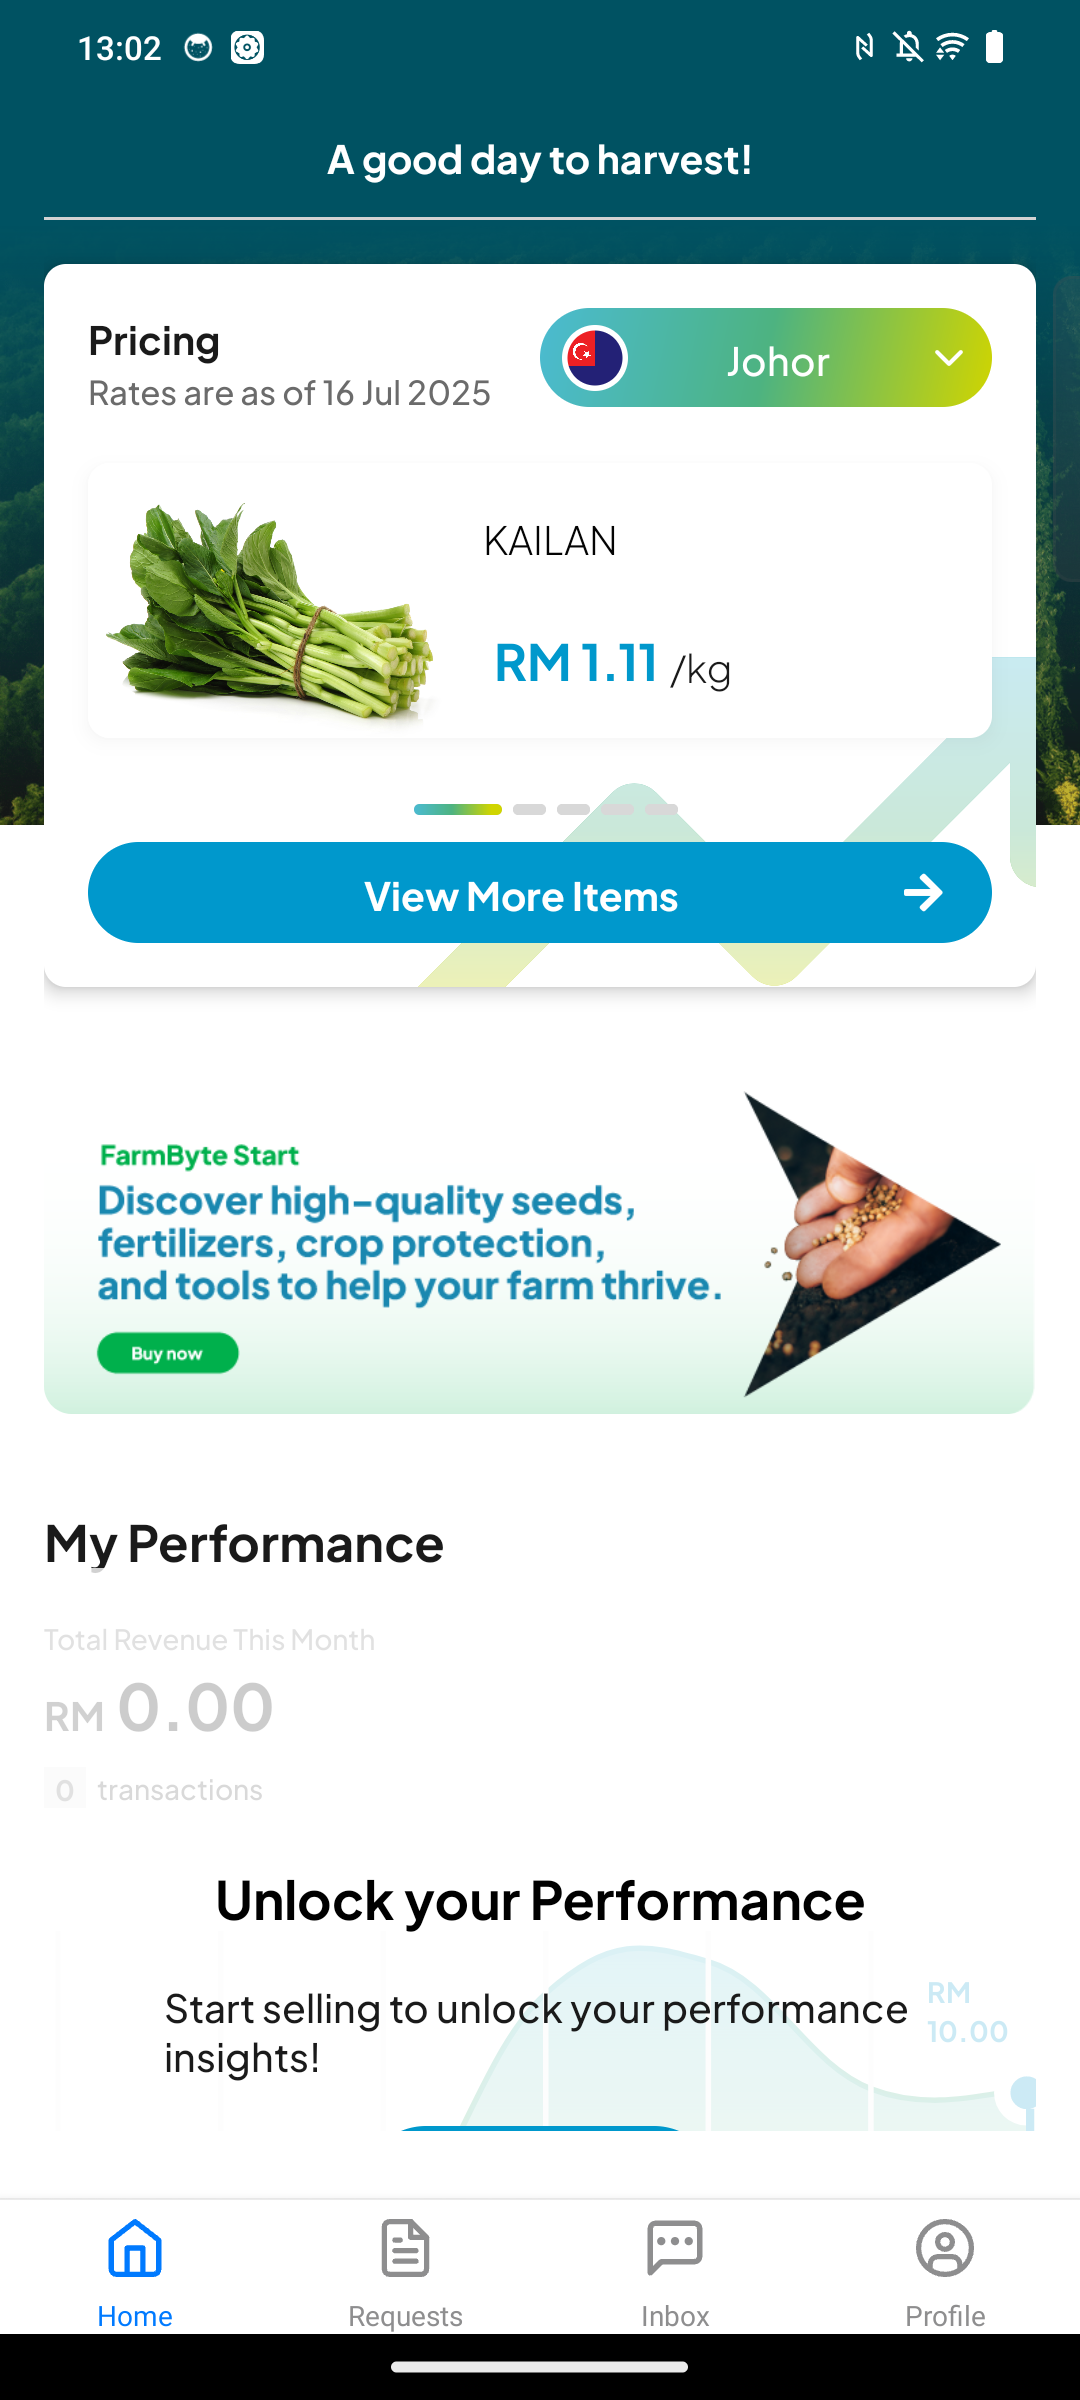 13:02
A good day to harvest!
Pricing
Rates are as of 16 Jul 2025
Johor
KAILAN
RM 1.11 /kg
View More Items
FarmByte Start
Discover high-quality seeds,
fertilizers, crop protection,
and tools to help your farm thrive.
Buy now
My Performance
Total Revenue This Month
RM 0.00
0 transactions
Unlock your Performance
Start selling to unlock your performance
insights!
RM
10.00
Home
Requests
Inbox
Profile